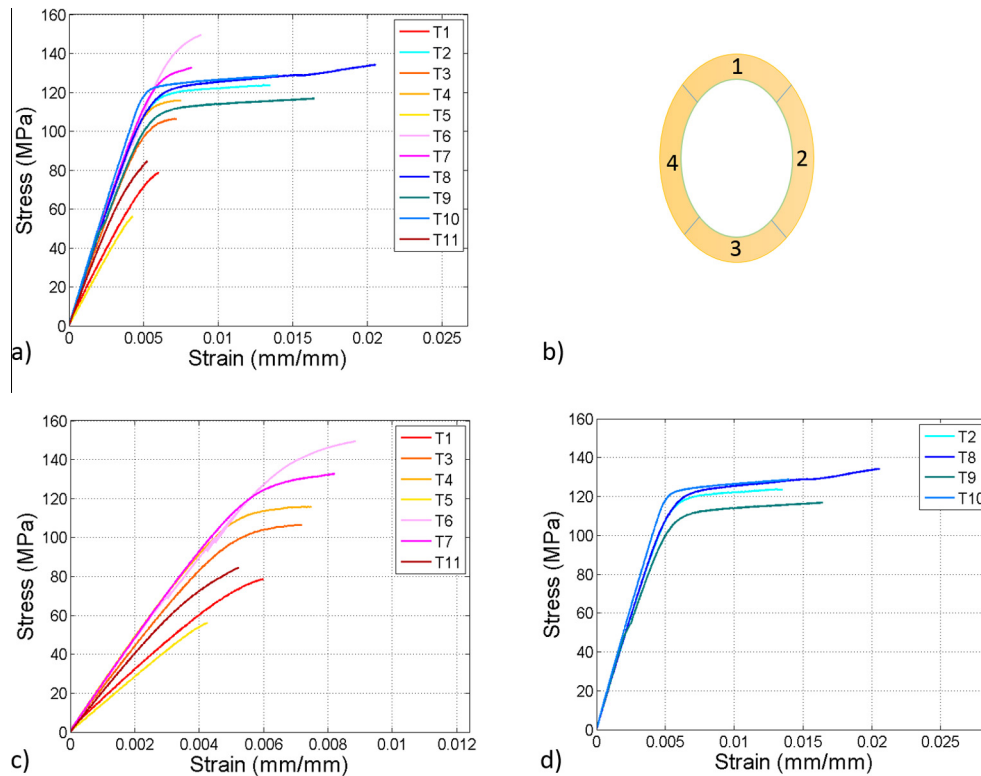 160
140
120
100
80
60
40
20
0
Stress (MPa)
0 0.005 0.01 0.015 0.02 0.025
Strain (mm/mm)
T1
T2
T3
T4
T5
T6
T7
T8
T9
T10
T11
a)
1
2
3
4
b)
160
140
120
100
80
60
40
20
0
Stress (MPa)
0 0.002 0.004 0.006 0.008 0.01 0.012
Strain (mm/mm)
T1
T3
T4
T5
T6
T7
T11
c)
160
140
120
100
80
60
40
20
0
Stress (MPa)
0 0.005 0.01 0.015 0.02 0.025
Strain (mm/mm)
T2
T8
T9
T10
d)